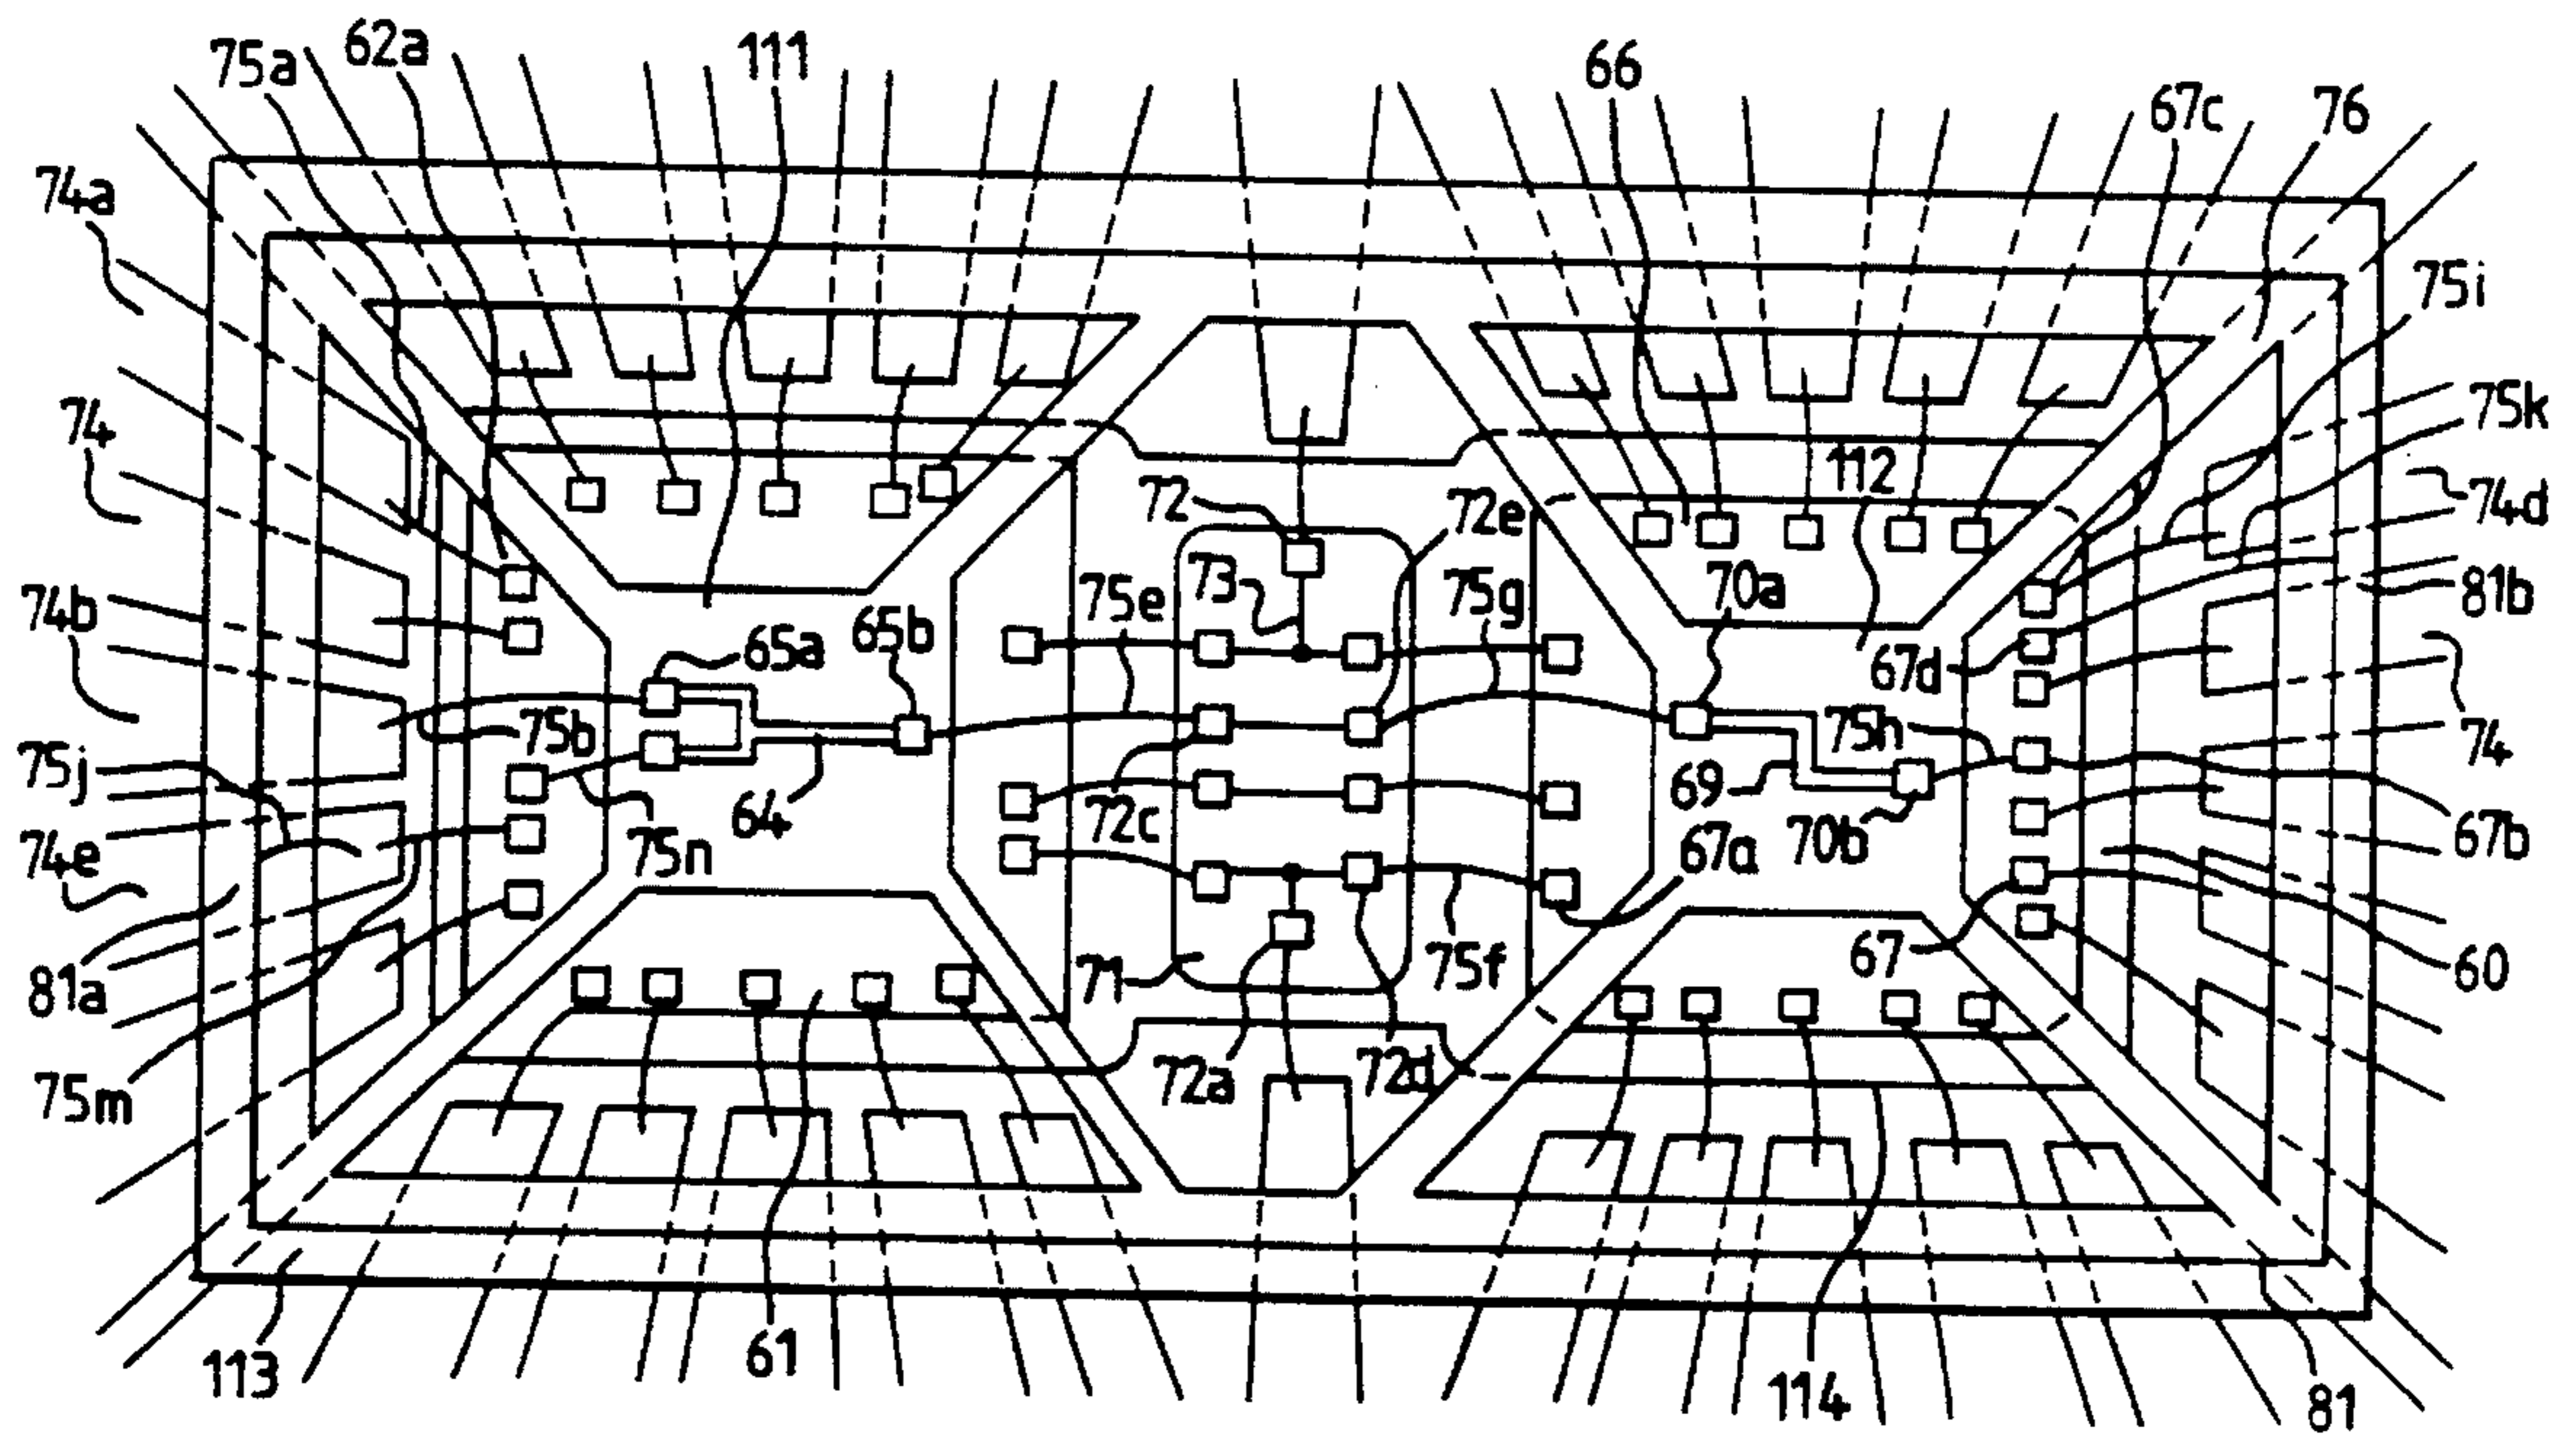 75a 62a 111 66 67c 76
74a 75i
75k
74 112 74d
72 72e
74b 73 75e 75g 70a 81b
65a 65b 67d
75b 75h 74
75j 64 72c 69
74e 75n 67a 70b 67b
81a 71 75f 67 60
75m 72a 72d
113 61 114 81